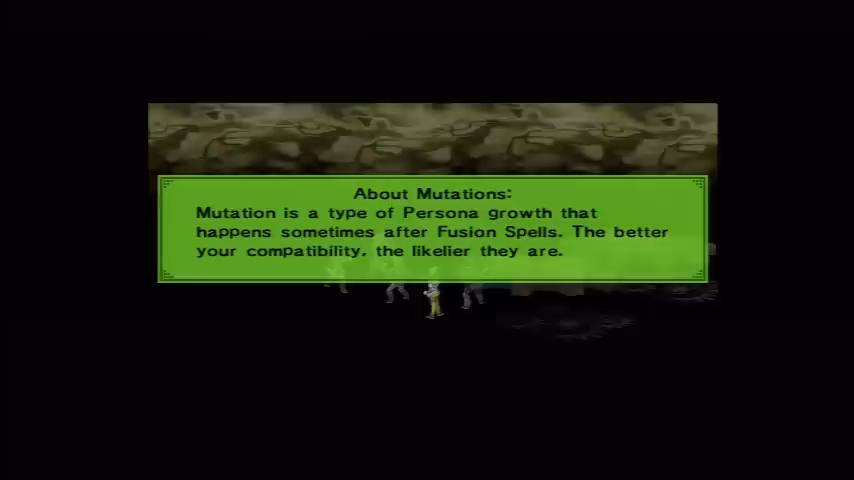 About Mutations:
Mutation is a type of Persona growth that
happens sometimes after Fusion Spells. The better
your compatibility, the likelier they are.